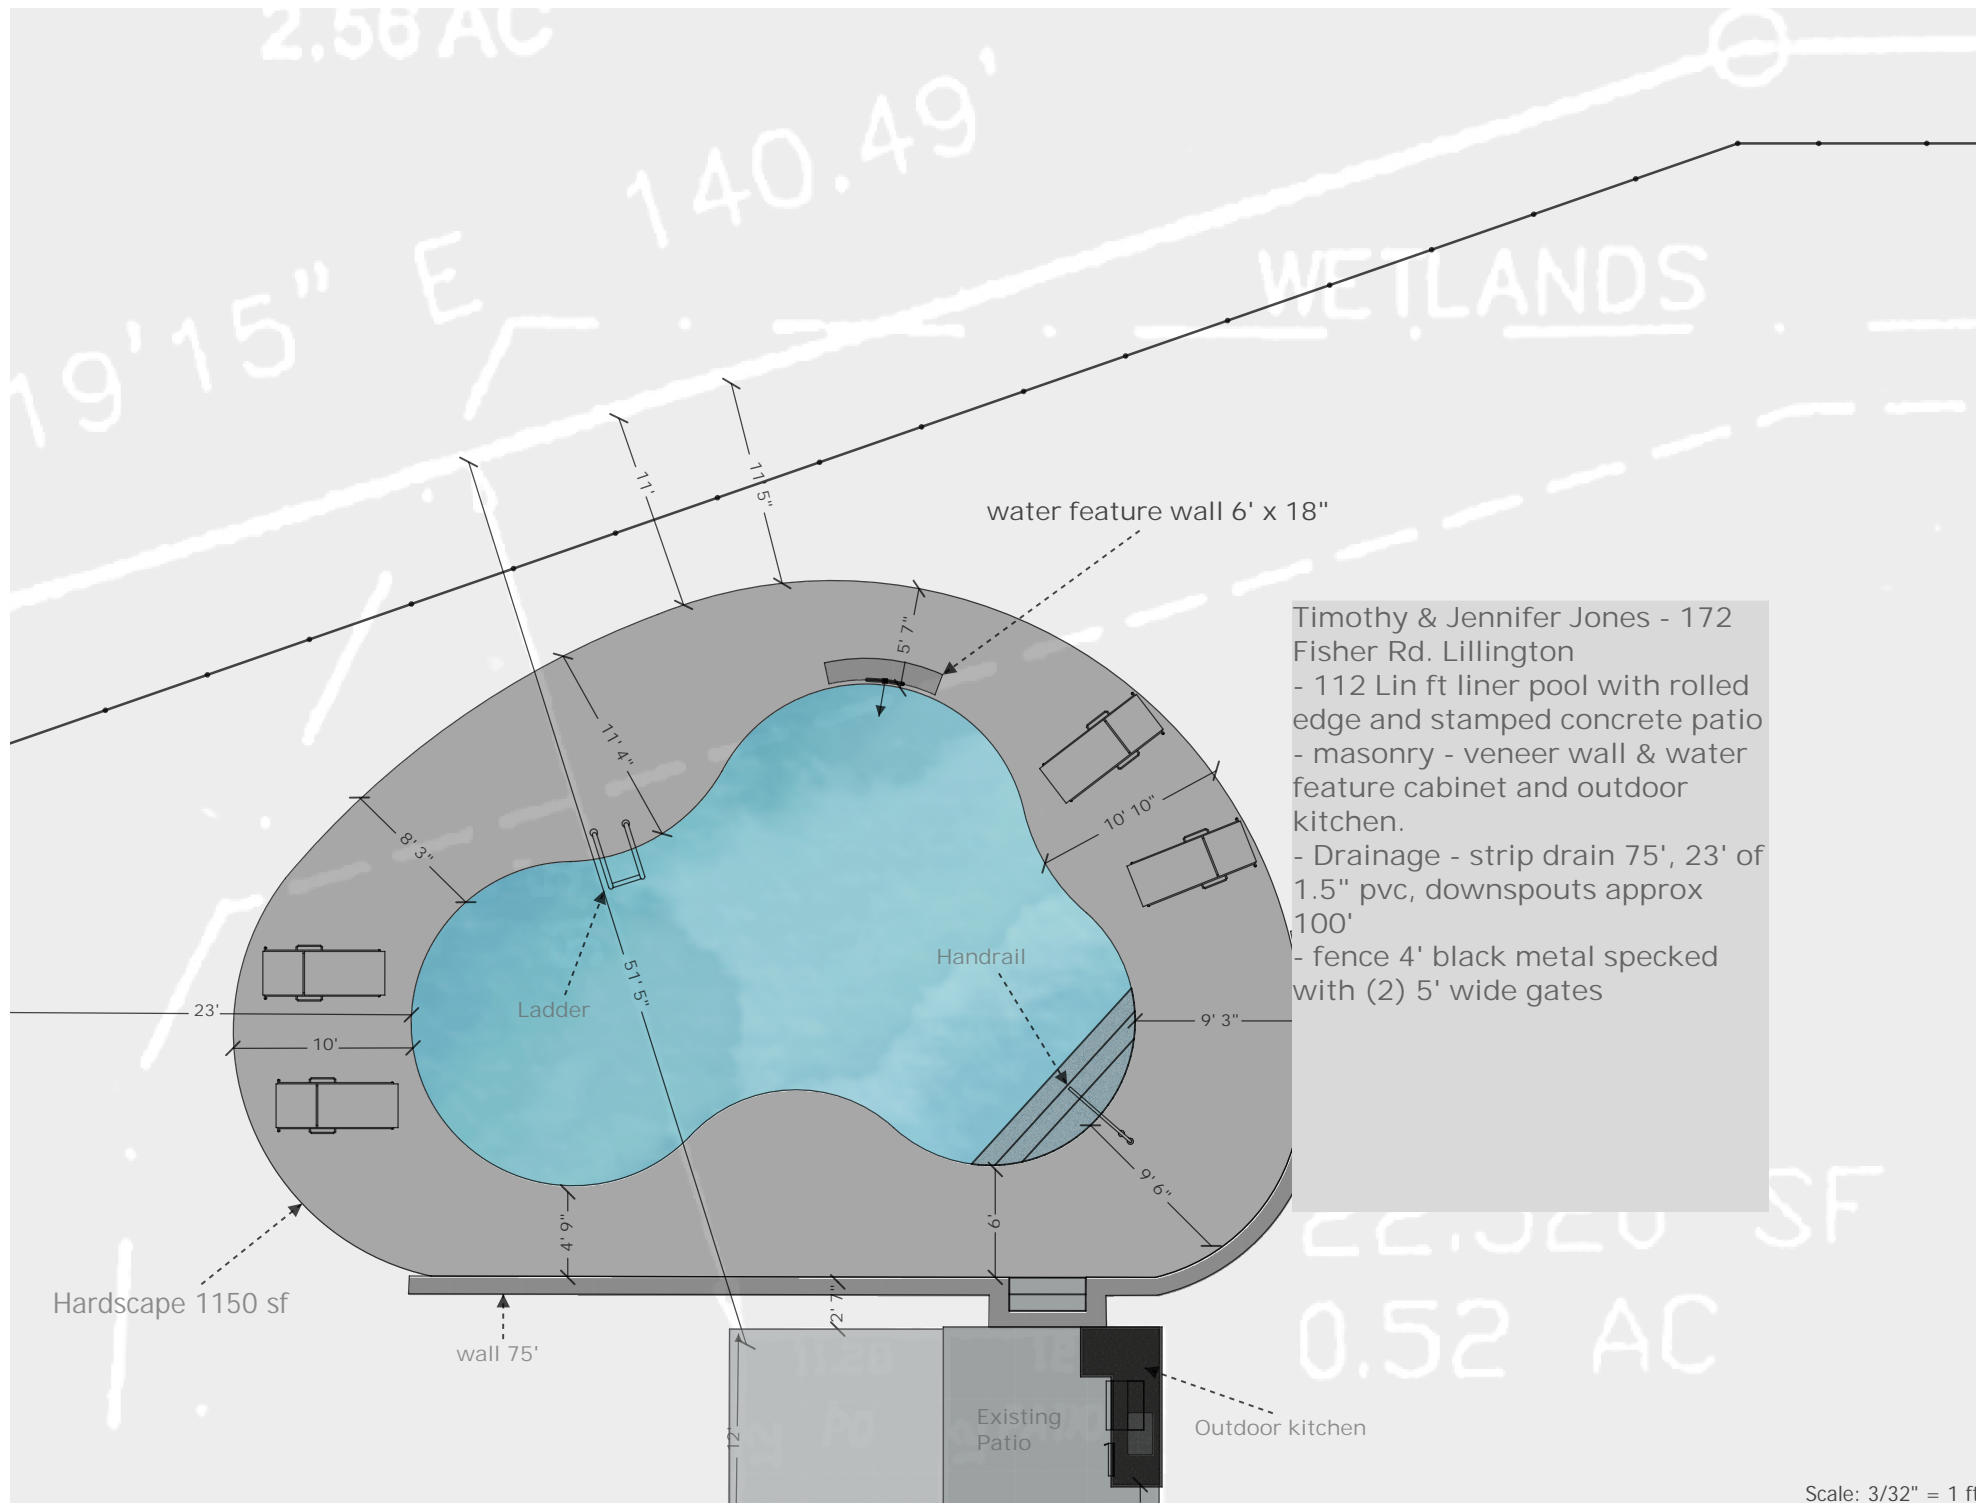 2.56 AC
140.49'
19'15" E
WETLANDS
11'
11' 5"
water feature wall 6' x 18"
5' 7"
11' 4"
8' 3"
10' 10"
Timothy & Jennifer Jones - 172
Fisher Rd. Lillington
- 112 Lin ft liner pool with rolled
edge and stamped concrete patio
- masonry - veneer wall & water
feature cabinet and outdoor
kitchen.
- Drainage - strip drain 75', 23' of
1.5" pvc, downspouts approx
100'
- fence 4' black metal specked
with (2) 5' wide gates
Handrail
51' 5"
Ladder
23'
10'
9' 3"
9' 6"
4' 9"
6'
SF
Hardscape 1150 sf
2' 7"
wall 75'
0.52 AC
Existing
Patio
12'
Outdoor kitchen
Scale: 3/32" = 1 ft